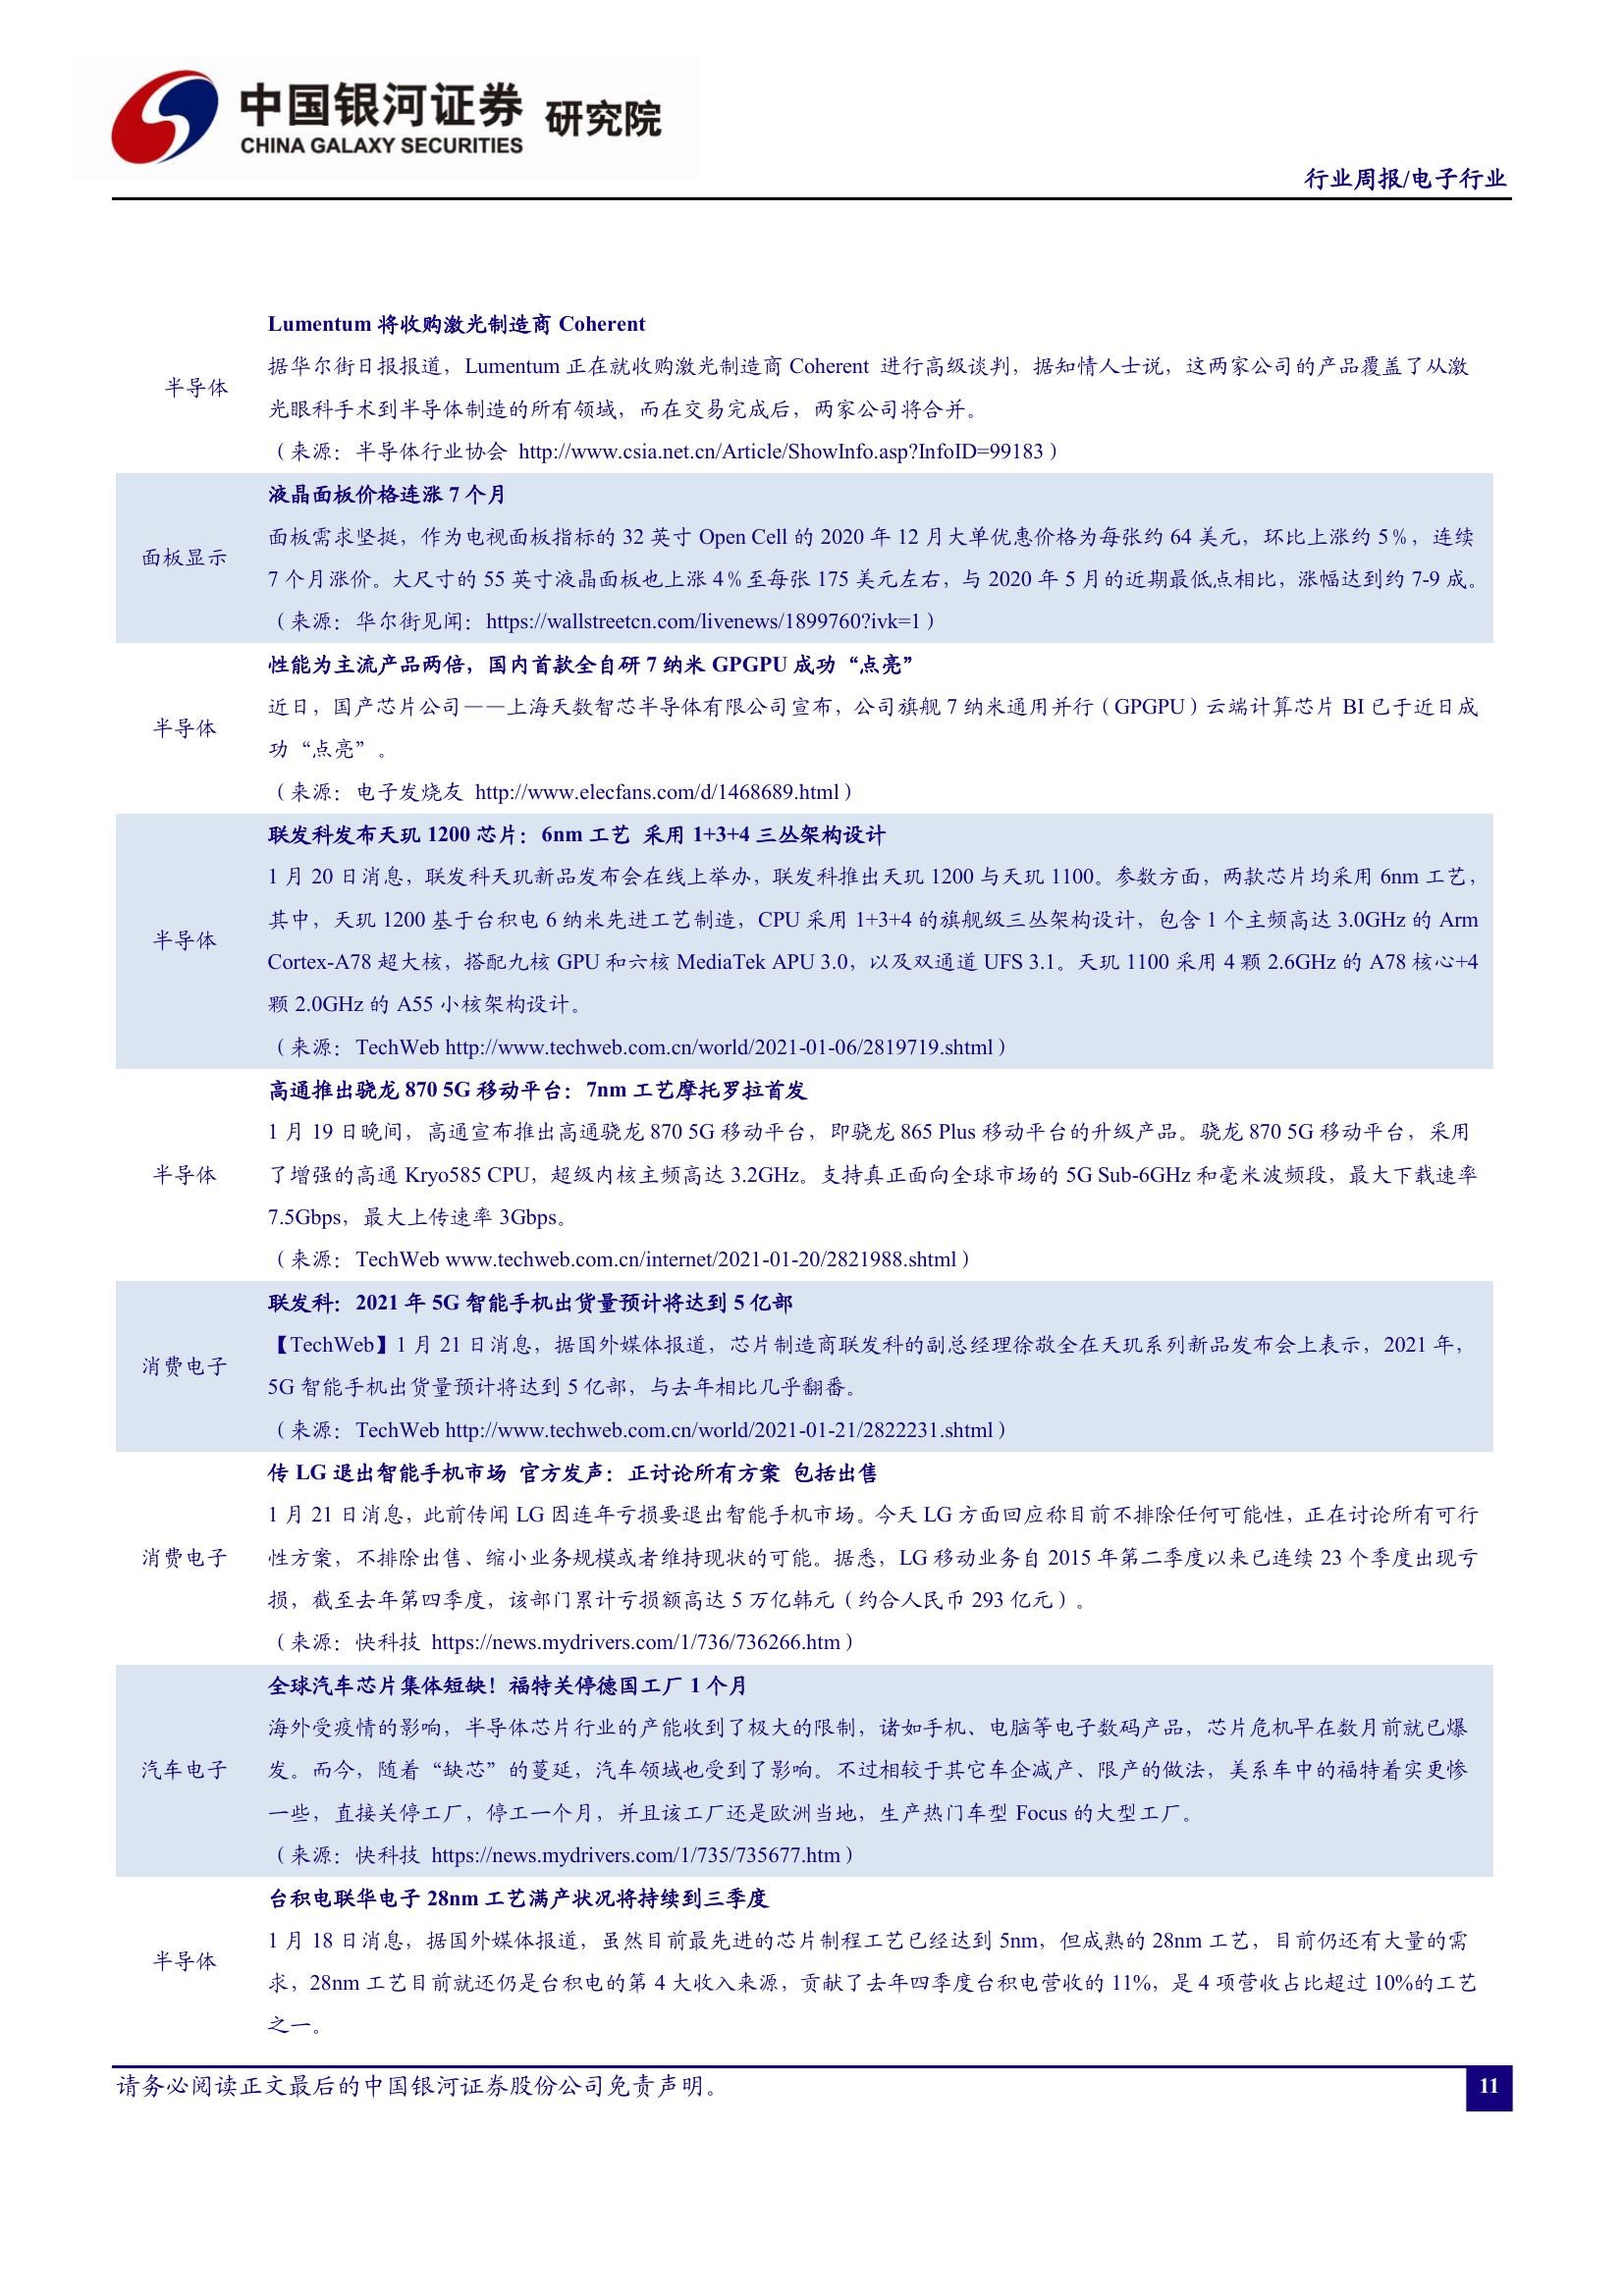 中国银河证券 研究院
CHINA GALAXY SECURITIES
行业周报/电子行业
Lumentum 将收购激光制造商 Coherent
半导体
据华尔街日报报道，Lumentum 正在就收购激光制造商 Coherent 进行高级谈判，据知情人士说，这两家公司的产品覆盖了从激
光眼科手术到半导体制造的所有领域，而在交易完成后，两家公司将合并。
（来源：半导体行业协会 http://www.csia.net.cn/Article/ShowInfo.asp?InfoID=99183）
液晶面板价格连涨 7 个月
面板显示
面板需求坚挺，作为电视面板指标的 32 英寸 Open Cell 的 2020 年 12 月大单优惠价格为每张约 64 美元，环比上涨约 5％，连续
7 个月涨价。大尺寸的 55 英寸液晶面板也上涨 4％至每张 175 美元左右，与 2020 年 5 月的近期最低点相比，涨幅达到约 7-9 成。
（来源：华尔街见闻：https://wallstreetcn.com/livenews/1899760?ivk=1）
性能为主流产品两倍，国内首款全自研 7 纳米 GPGPU 成功“点亮”
半导体
近日，国产芯片公司——上海天数智芯半导体有限公司宣布，公司旗舰 7 纳米通用并行（GPGPU）云端计算芯片 BI 已于近日成
功“点亮”。
（来源：电子发烧友 http://www.elecfans.com/d/1468689.html）
联发科发布天玑 1200 芯片：6nm 工艺 采用 1+3+4 三丛架构设计
半导体
1 月 20 日消息，联发科天玑新品发布会在线上举办，联发科推出天玑 1200 与天玑 1100。参数方面，两款芯片均采用 6nm 工艺，
其中，天玑 1200 基于台积电 6 纳米先进工艺制造，CPU 采用 1+3+4 的旗舰级三丛架构设计，包含 1 个主频高达 3.0GHz 的 Arm
Cortex-A78 超大核，搭配九核 GPU 和六核 MediaTek APU 3.0，以及双通道 UFS 3.1。天玑 1100 采用 4 颗 2.6GHz 的 A78 核心+4
颗 2.0GHz 的 A55 小核架构设计。
（来源：TechWeb http://www.techweb.com.cn/world/2021-01-06/2819719.shtml）
高通推出骁龙 870 5G 移动平台：7nm 工艺摩托罗拉首发
半导体
1 月 19 日晚间，高通宣布推出高通骁龙 870 5G 移动平台，即骁龙 865 Plus 移动平台的升级产品。骁龙 870 5G 移动平台，采用
了增强的高通 Kryo585 CPU，超级内核主频高达 3.2GHz。支持真正面向全球市场的 5G Sub-6GHz 和毫米波频段，最大下载速率
7.5Gbps，最大上传速率 3Gbps。
（来源：TechWeb www.techweb.com.cn/internet/2021-01-20/2821988.shtml）
联发科：2021 年 5G 智能手机出货量预计将达到 5 亿部
消费电子
【TechWeb】1 月 21 日消息，据国外媒体报道，芯片制造商联发科的副总经理徐敬全在天玑系列新品发布会上表示，2021 年，
5G 智能手机出货量预计将达到 5 亿部，与去年相比几乎翻番。
（来源：TechWeb http://www.techweb.com.cn/world/2021-01-21/2822231.shtml）
传 LG 退出智能手机市场 官方发声：正讨论所有方案 包括出售
消费电子
1 月 21 日消息，此前传闻 LG 因连年亏损要退出智能手机市场。今天 LG 方面回应称目前不排除任何可能性，正在讨论所有可行
性方案，不排除出售、缩小业务规模或者维持现状的可能。据悉，LG 移动业务自 2015 年第二季度以来已连续 23 个季度出现亏
损，截至去年第四季度，该部门累计亏损额高达 5 万亿韩元（约合人民币 293 亿元）。
（来源：快科技 https://news.mydrivers.com/1/736/736266.htm）
全球汽车芯片集体短缺！福特关停德国工厂 1 个月
汽车电子
海外受疫情的影响，半导体芯片行业的产能收到了极大的限制，诸如手机、电脑等电子数码产品，芯片危机早在数月前就已爆
发。而今，随着“缺芯”的蔓延，汽车领域也受到了影响。不过相较于其它车企减产、限产的做法，美系车中的福特着实更惨
一些，直接关停工厂，停工一个月，并且该工厂还是欧洲当地，生产热门车型 Focus 的大型工厂。
（来源：快科技 https://news.mydrivers.com/1/735/735677.htm）
台积电联华电子 28nm 工艺满产状况将持续到三季度
半导体
1 月 18 日消息，据国外媒体报道，虽然目前最先进的芯片制程工艺已经达到 5nm，但成熟的 28nm 工艺，目前仍还有大量的需
求，28nm 工艺目前就还仍是台积电的第 4 大收入来源，贡献了去年四季度台积电营收的 11%，是 4 项营收占比超过 10%的工艺
之一。
请务必阅读正文最后的中国银河证券股份公司免责声明。
11